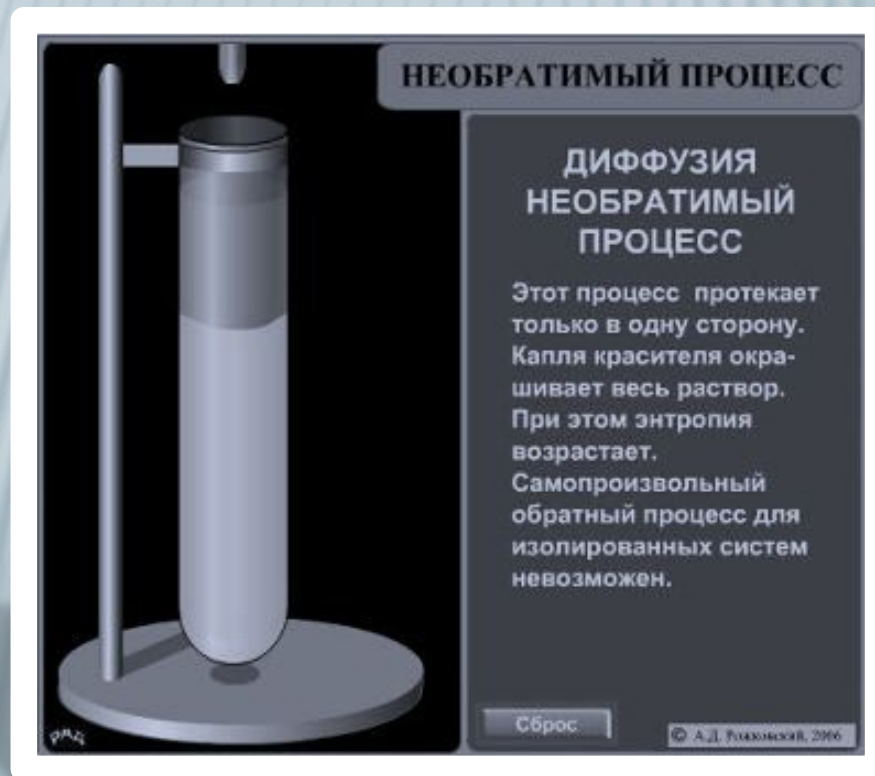 НЕОБРАТИМЫЙ ПРОЦЕСС
ДИФФУЗИЯ
НЕОБРАТИМЫЙ
ПРОЦЕСС
Этот процесс протекает
только в одну сторону.
Капля красителя окра-
шивает весь раствор.
При этом энтропия
возрастает.
Самопроизвольный
обратный процесс для
изолированных систем
невозможен.
Сброс
© А.Д. 2006